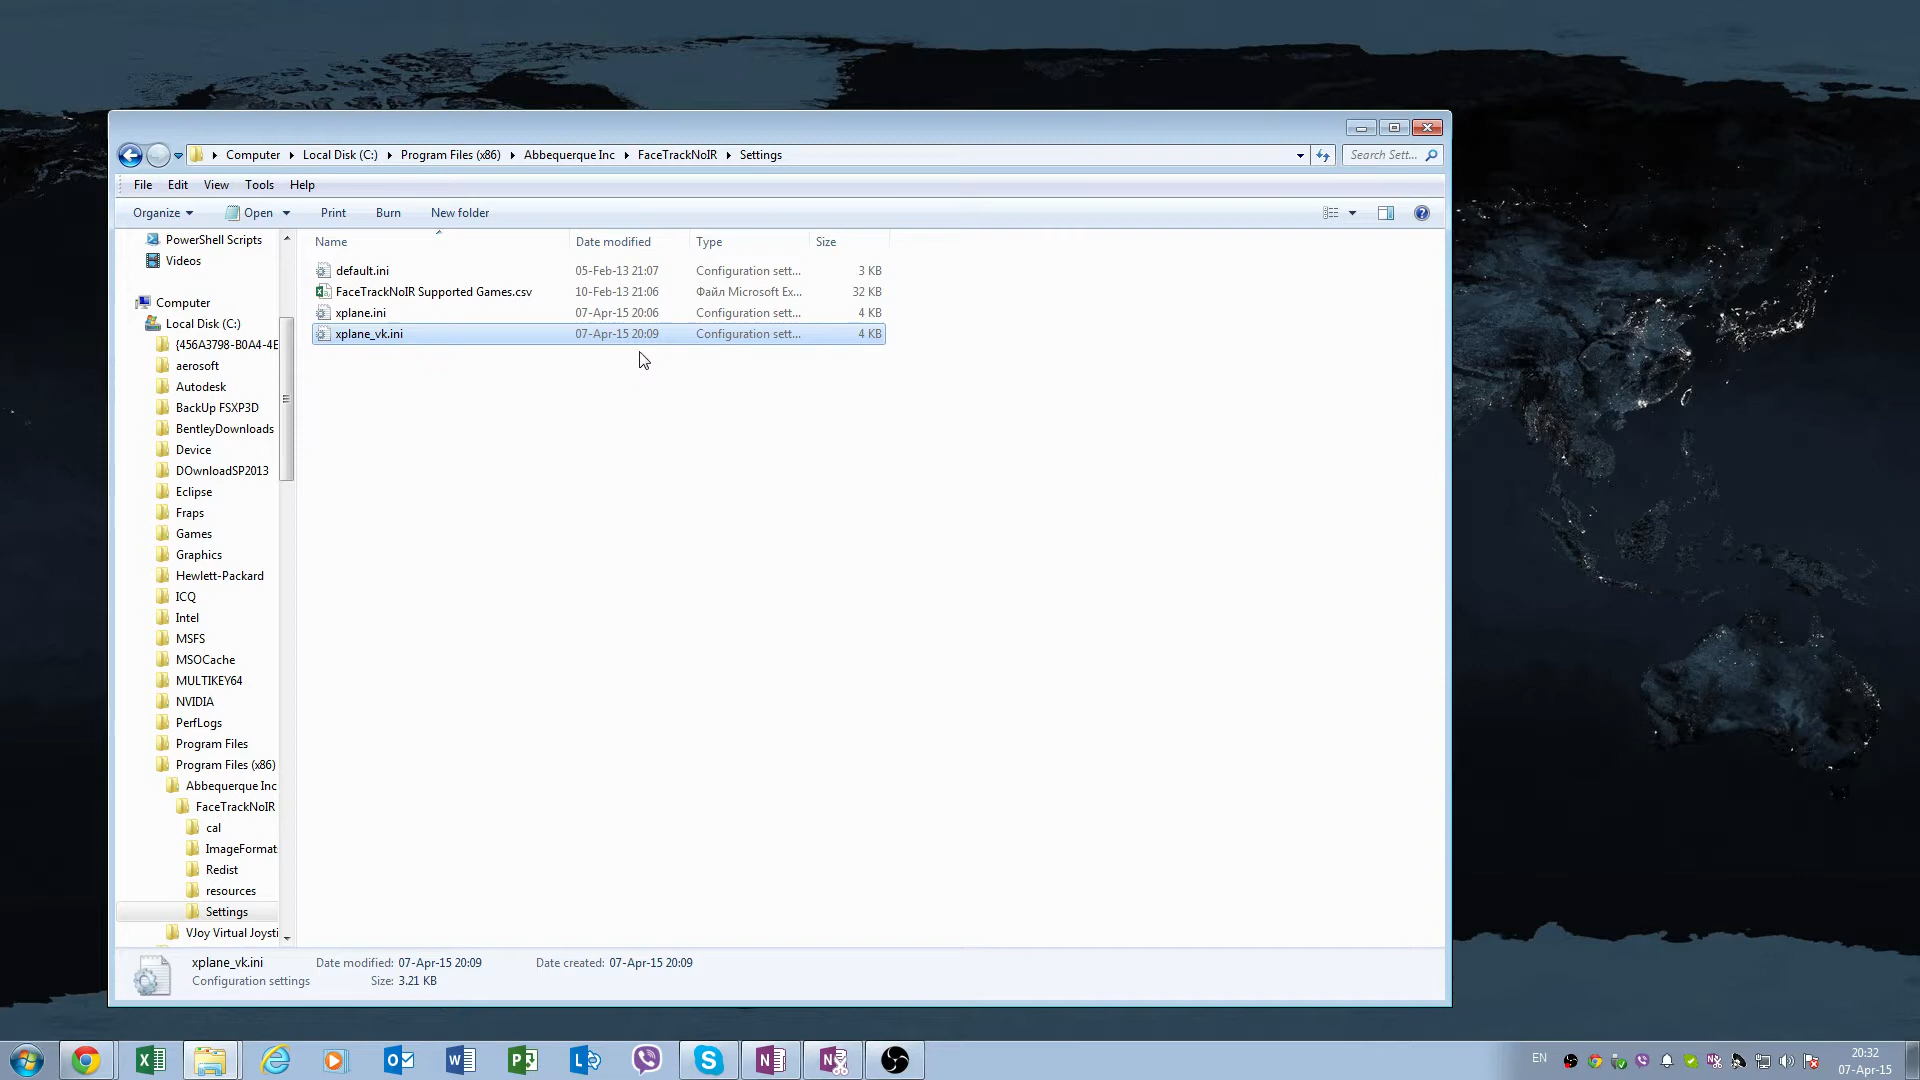 Computer Local Disk (C:) Program Files (x86) Abbequerque Inc FaceTrackNoIR Settings
Search Sett...
File Edit View Tools Help
Organize Open Print Burn New folder
Name Date modified Type Size
default.ini 05-Feb-13 21:07 Configuration sett... 3 KB
FaceTrackNoIR Supported Games.csv 10-Feb-13 21:06 Файл Microsoft Ex... 32 KB
xplane.ini 07-Apr-15 20:06 Configuration sett... 4 KB
xplane_vk.ini 07-Apr-15 20:09 Configuration sett... 4 KB
PowerShell Scripts
Videos
Computer
Local Disk (C:)
{456A3798-B0A4-4E
aerosoft
Autodesk
BackUp FSXP3D
BentleyDownloads
Device
DOwnloadSP2013
Eclipse
Fraps
Games
Graphics
Hewlett-Packard
ICQ
Intel
MSFS
MSOCache
MULTIKEY64
NVIDIA
PerfLogs
Program Files
Program Files (x86)
Abbequerque Inc
FaceTrackNoIR
cal
ImageFormat
Redist
resources
Settings
VJoy Virtual Joysti
xplane_vk.ini Date modified: 07-Apr-15 20:09 Date created: 07-Apr-15 20:09
Configuration settings Size: 3.21 KB
EN
20:32
07-Apr-15